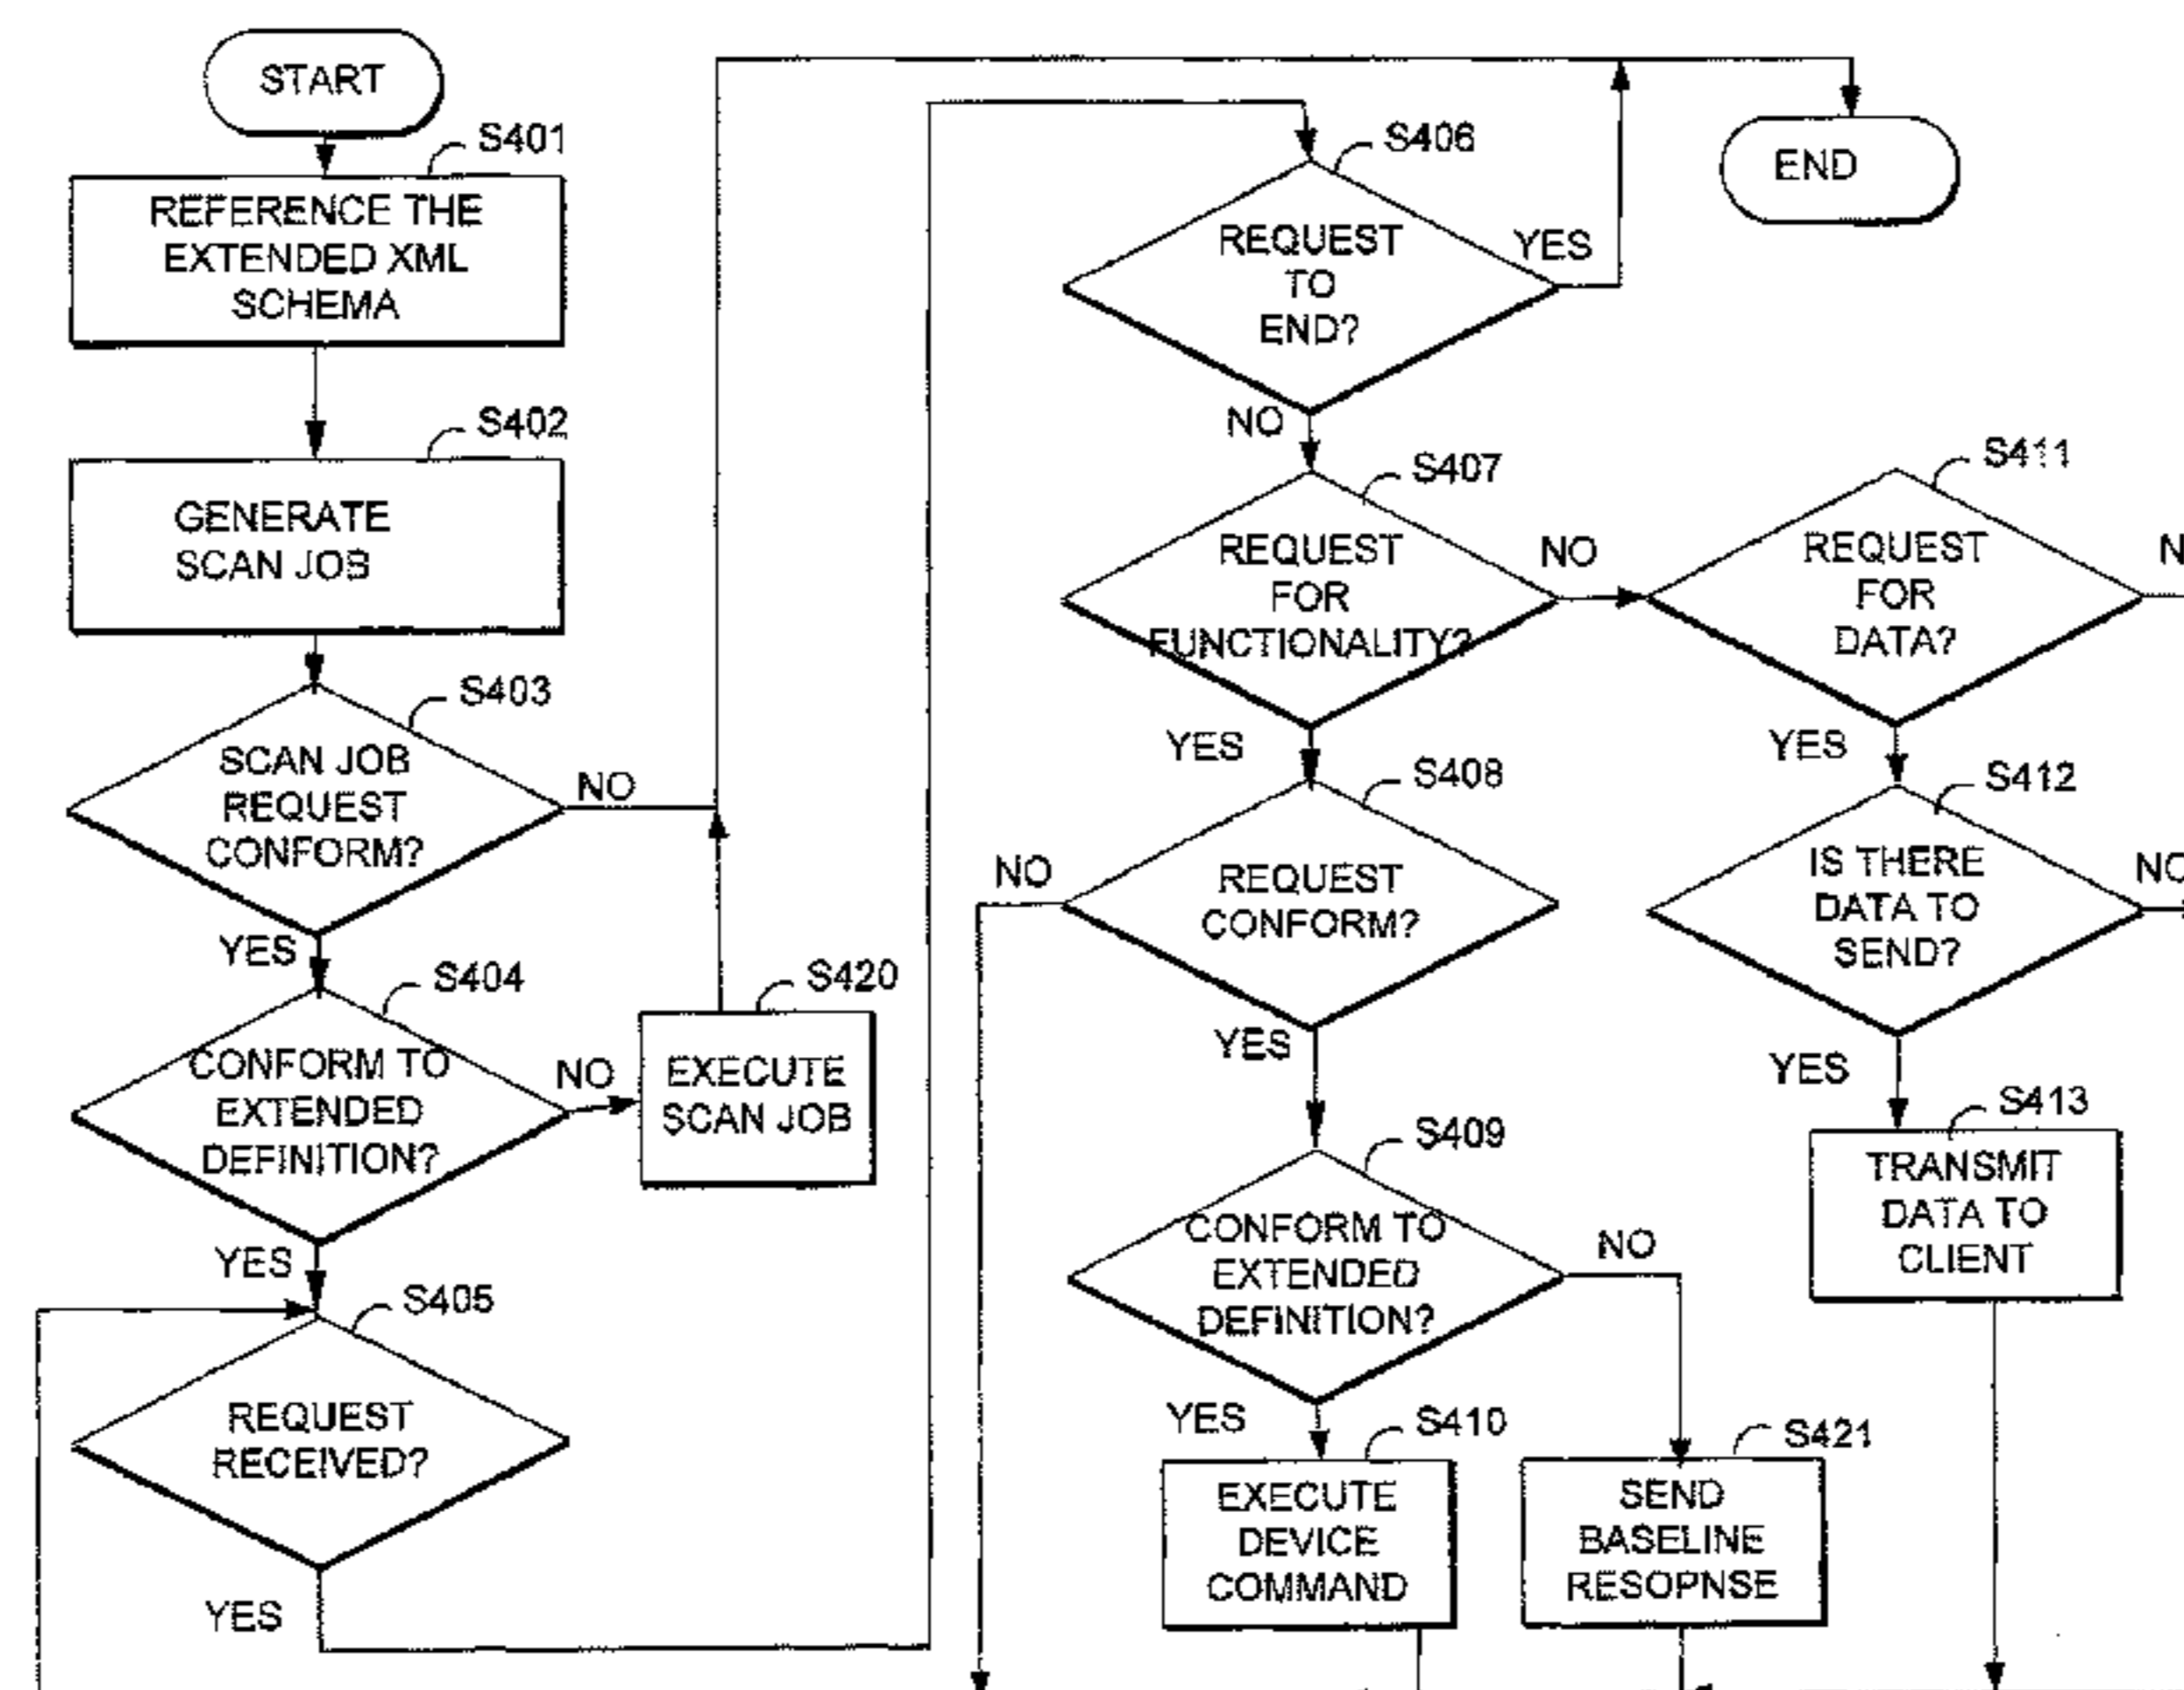 START
S401
REFERENCE THE
EXTENDED XML
SCHEMA
S402
GENERATE
SCAN JOB
S403
SCAN JOB
REQUEST
CONFORM?
NO
YES
S404
CONFORM TO
EXTENDED
DEFINITION?
NO
S420
EXECUTE
SCAN JOB
YES
S405
REQUEST
RECEIVED?
YES
S406
REQUEST
TO
END?
YES
END
NO
S407
REQUEST
FOR
FUNCTIONALITY?
NO
YES
S408
REQUEST
CONFORM?
NO
YES
S409
CONFORM TO
EXTENDED
DEFINITION?
NO
YES
S410
EXECUTE
DEVICE
COMMAND
S421
SEND
BASELINE
RESOPNSE
S411
REQUEST
FOR
DATA?
YES
S412
IS THERE
DATA TO
SEND?
NO
YES
S413
TRANSMIT
DATA TO
CLIENT